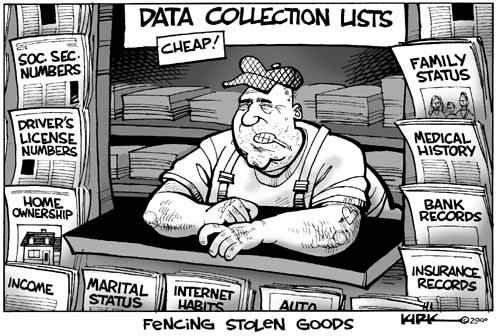 DATA COLLECTION LISTS
CHEAP!
SOC. SEC.
NUMBERS
DRIVER'S
LICENSE
NUMBERS
HOME
OWNERSHIP
INCOME
MARITAL
STATUS
INTERNET
HABITS
AUTO
FAMILY
STATUS
MEDICAL
HISTORY
BANK
RECORDS
INSURANCE
RECORDS
FENCING STOLEN GOODS
KIRK